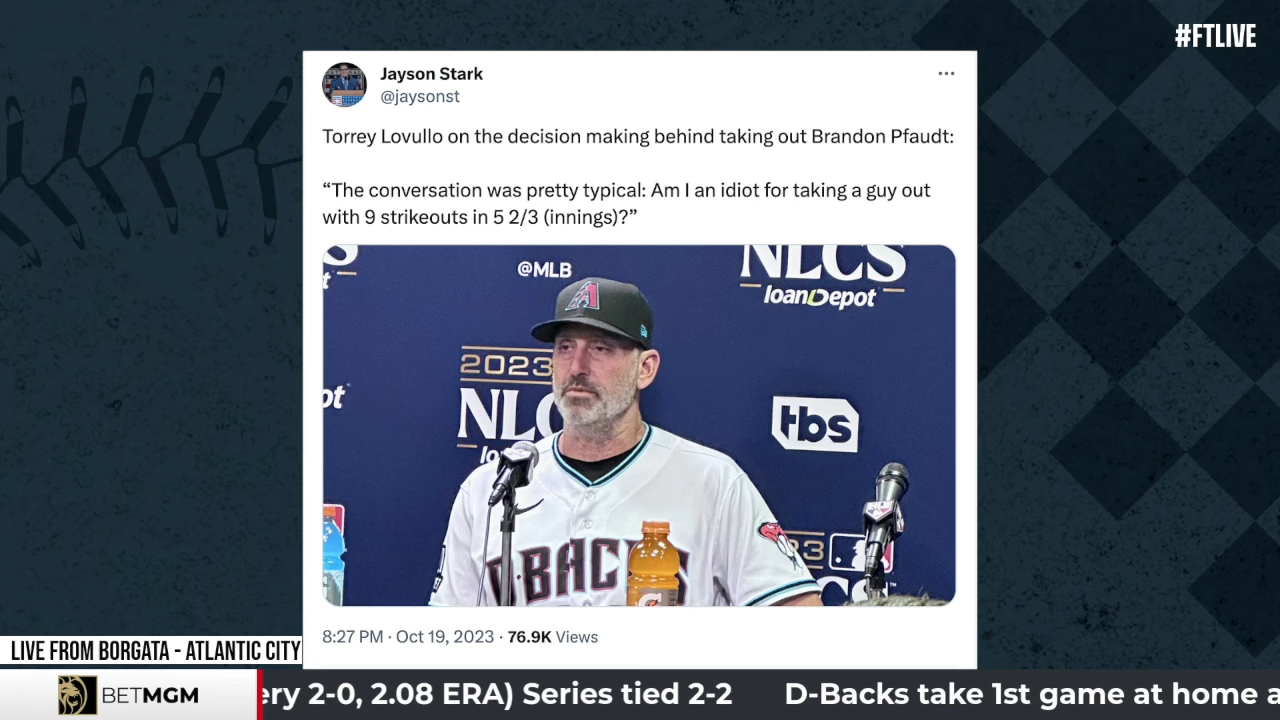 #FTLIVE
Jayson Stark
@jaysonst
Torrey Lovullo on the decision making behind taking out Brandon Pfaudt:
“The conversation was pretty typical: Am I an idiot for taking a guy out
with 9 strikeouts in 5 2/3 (innings)?”
@MLB
NLCS
loanDepot
2023
NLC
lo
tbs
D-BACK
8:27 PM · Oct 19, 2023 · 76.9K Views
LIVE FROM BORGATA - ATLANTIC CITY
BETMGM
ery 2-0, 2.08 ERA) Series tied 2-2 D-Backs take 1st game at home a